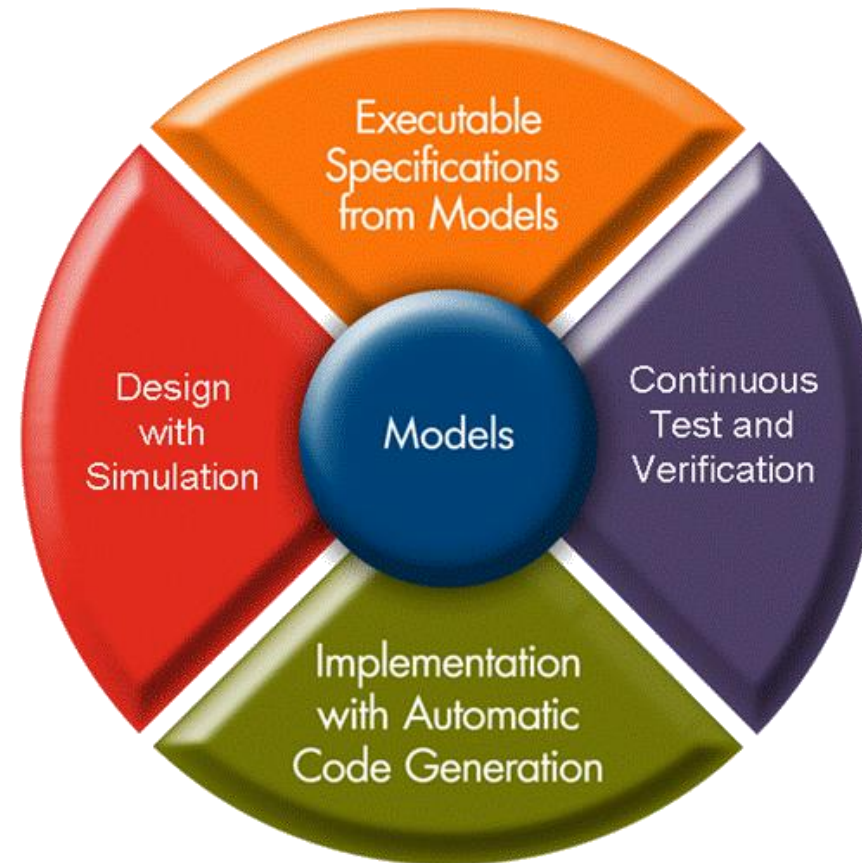 Executable
Specifications
from Models
Design
with
Simulation
Models
Continuous
Test and
Verification
Implementation
with Automatic
Code Generation